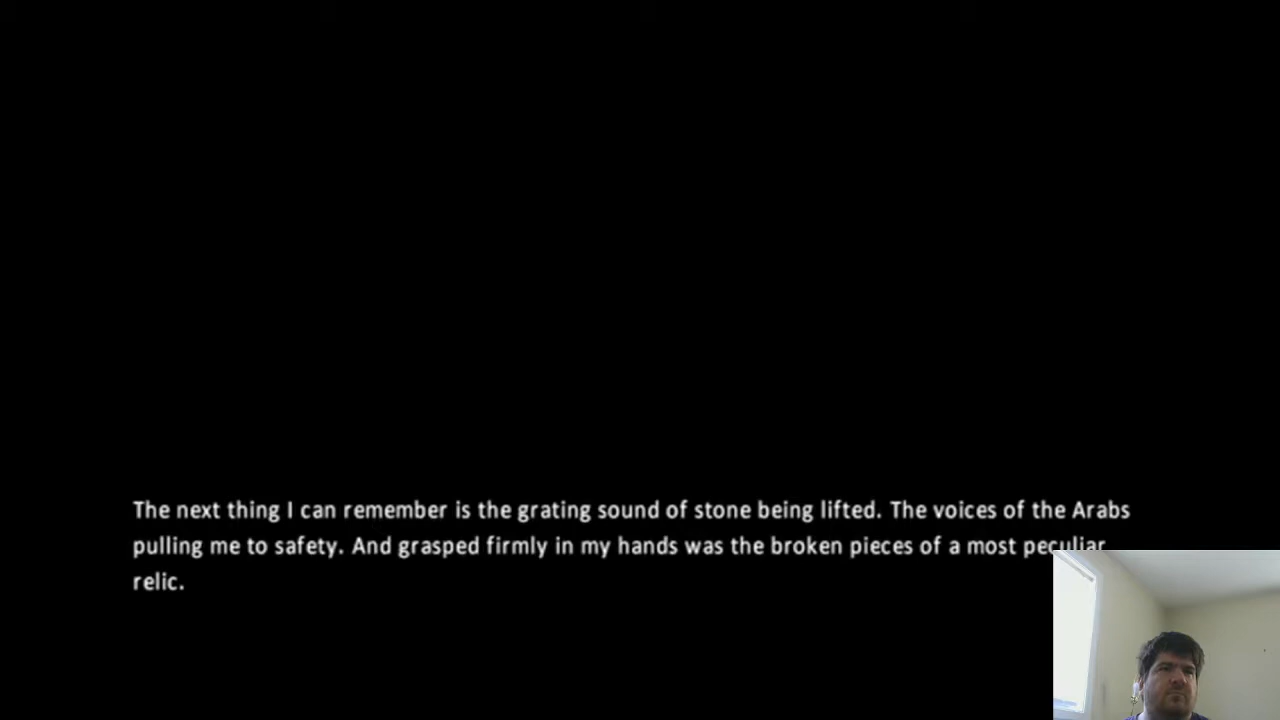 The next thing I can remember is the grating sound of stone being lifted. The voices of the Arabs
pulling me to safety. And grasped firmly in my hands was the broken pieces of a most peculiar
relic.